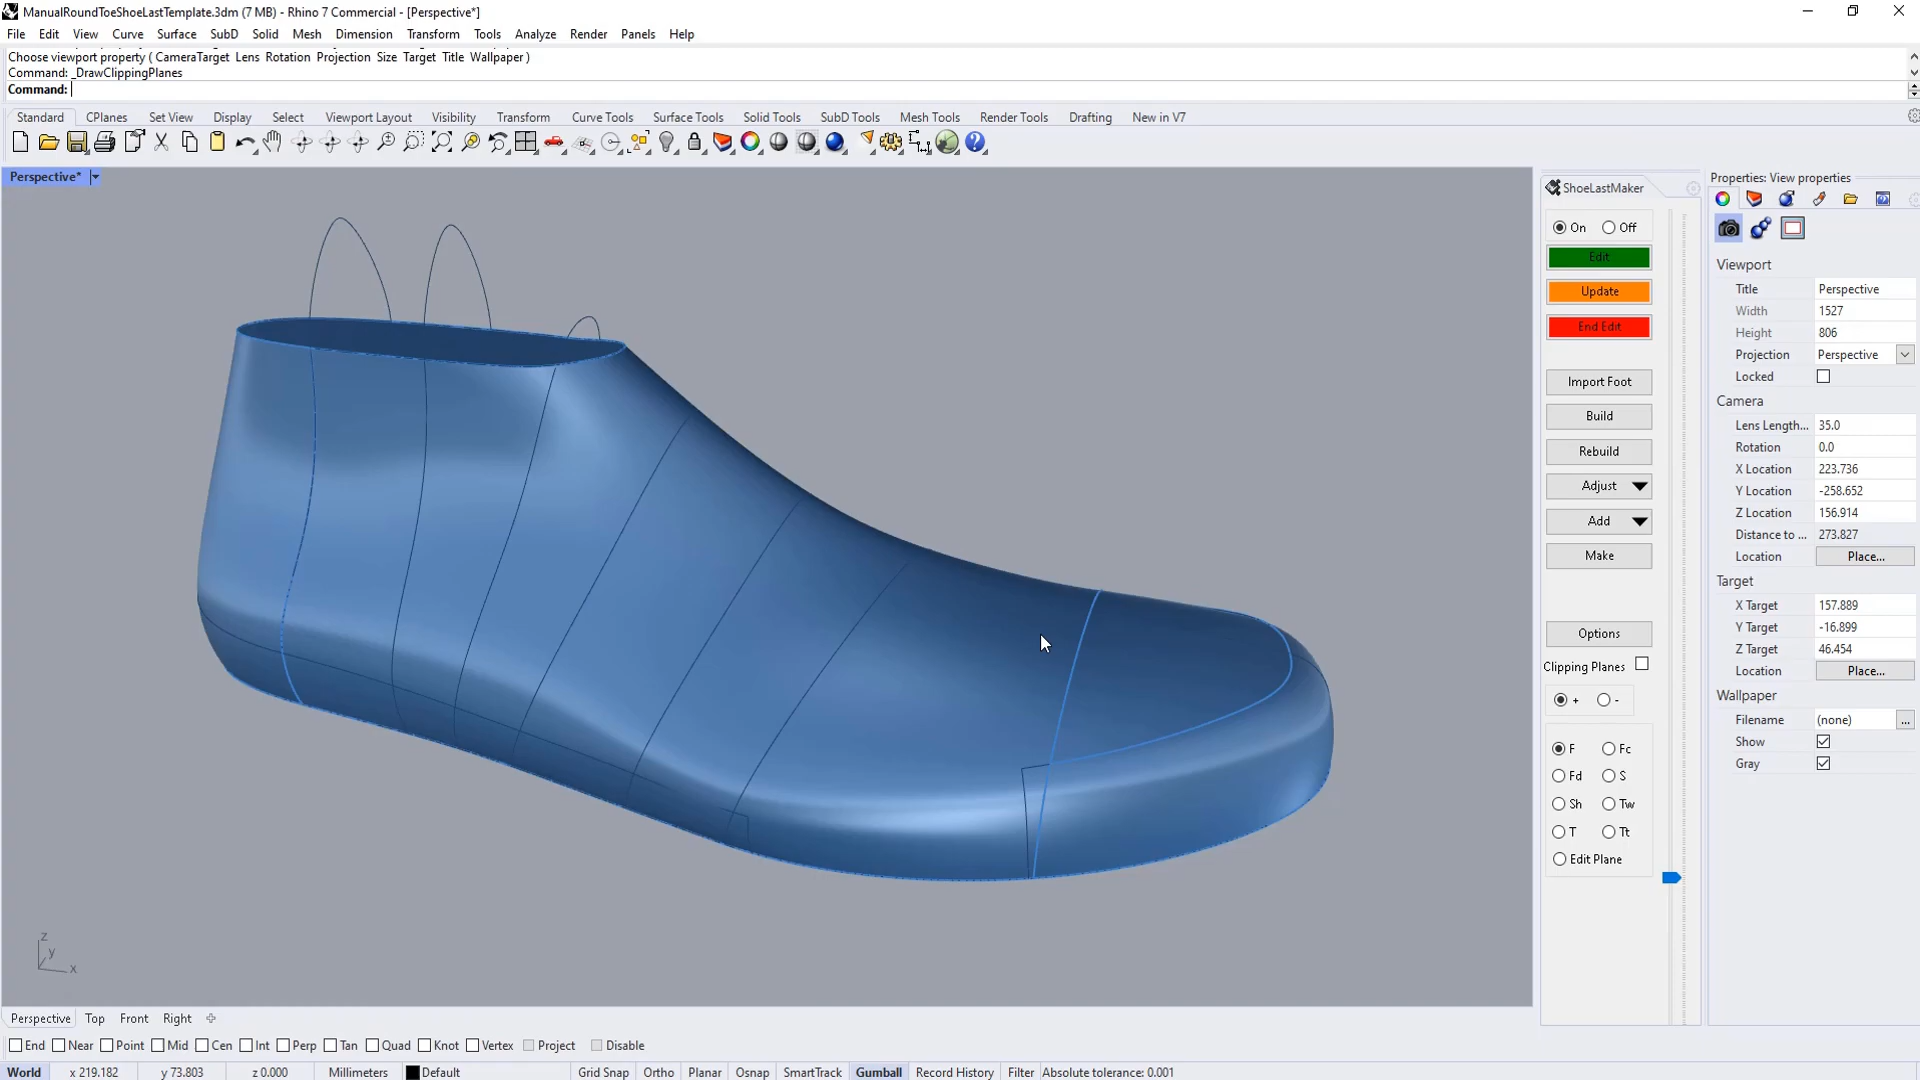 ManualRoundToeShoeLastTemplate.3dm (7 MB) - Rhino 7 Commercial - [Perspective*]
File Edit View Curve Surface SubD Solid Mesh Dimension Transform Tools Analyze Render Panels Help
Choose viewport property ( CameraTarget Lens Rotation Projection Size Target Title Wallpaper )
Command: _DrawClippingPlanes
Command:
Standard CPlanes Set View Display Select Viewport Layout Visibility Transform Curve Tools Surface Tools Solid Tools SubD Tools Mesh Tools Render Tools Drafting New in V7
Perspective*
ShoeLastMaker
On Off
Edit
Update
End Edit
Import Foot
Build
Rebuild
Adjust
Add
Make
Options
Clipping Planes
+ -
F Fc
Fd S
Sh Tw
T Tt
Edit Plane
Properties: View properties
Viewport
Title Perspective
Width 1527
Height 806
Projection Perspective
Locked
Camera
Lens Length... 35.0
Rotation 0.0
X Location 223.736
Y Location -258.652
Z Location 156.914
Distance to ... 273.827
Location Place...
Target
X Target 157.889
Y Target -16.899
Z Target 46.454
Location Place...
Wallpaper
Filename (none) ...
Show
Gray
z
y
x
Perspective Top Front Right
End Near Point Mid Cen Int Perp Tan Quad Knot Vertex Project Disable
World x 219.182 y 73.803 z 0.000 Millimeters Default Grid Snap Ortho Planar Osnap SmartTrack Gumball Record History Filter Absolute tolerance: 0.001